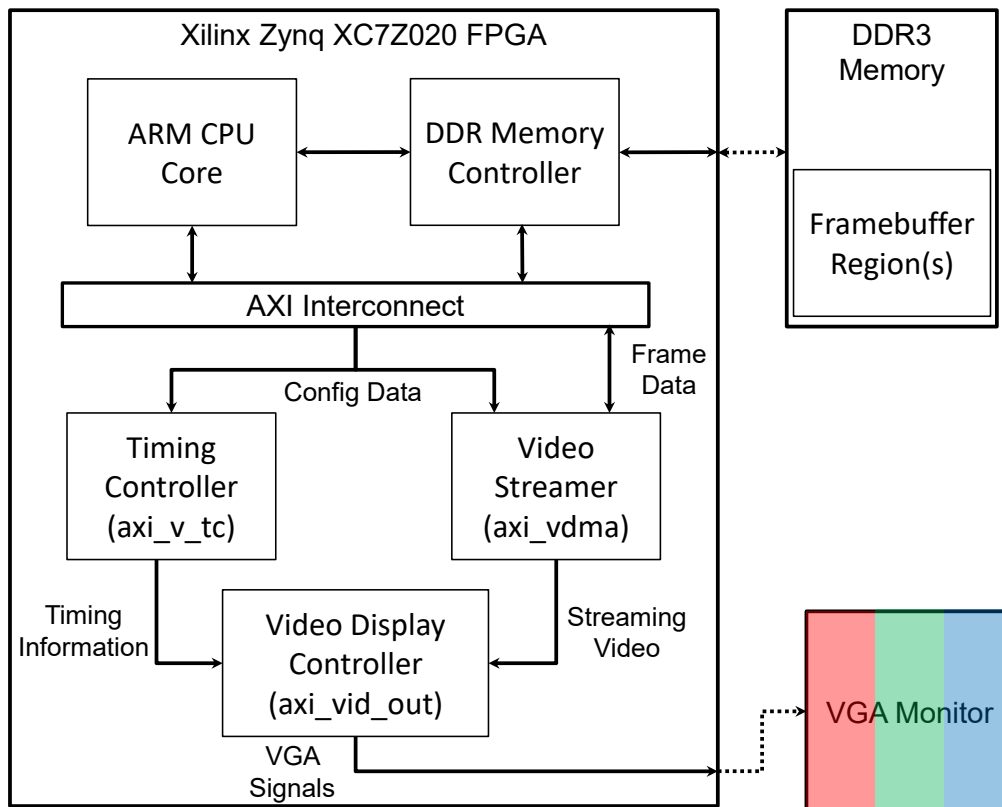 Xilinx Zynq XC7Z020 FPGA
ARM CPU
Core
DDR Memory
Controller
DDR3
Memory
Framebuffer
Region(s)
AXI Interconnect
Config Data
Frame
Data
Timing
Controller
(axi_v_tc)
Video
Streamer
(axi_vdma)
Timing
Information
Video Display
Controller
(axi_vid_out)
Streaming
Video
VGA
Signals
VGA Monitor